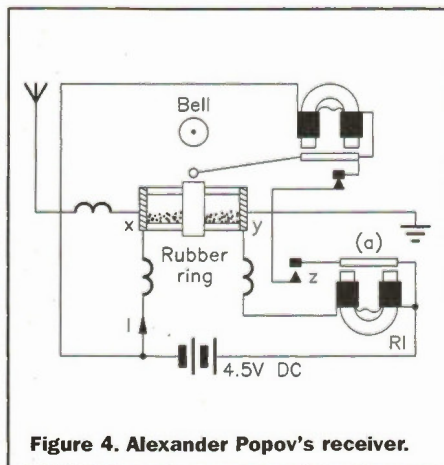 Bell
x
y
Rubber
ring
(a)
z
I
RI
4.5V DC
Figure 4. Alexander Popov's receiver.